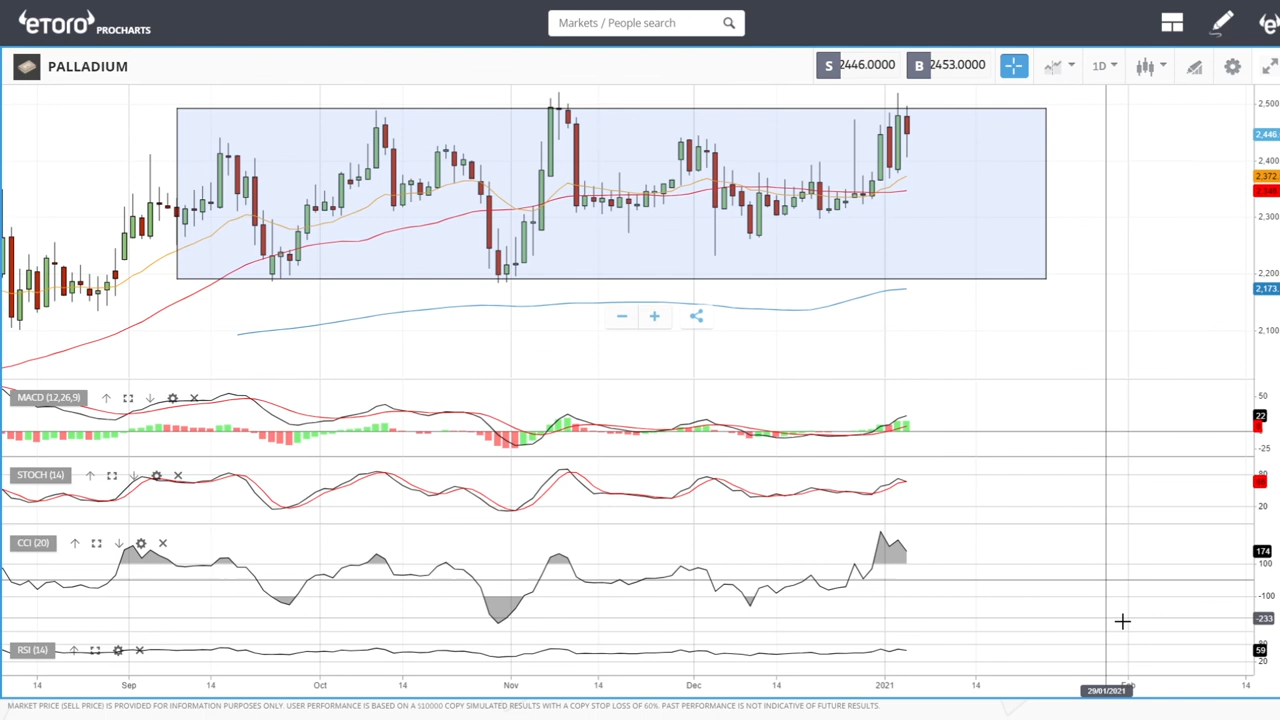 eToro PROCHARTS
Markets / People search
PALLADIUM
S 2446.0000 B 2453.0000
1D
2,500
2,446.
2,400
2,372
2,346
2,300
2,200
2,173.
2,100
MACD (12,26,9)
50
22
-25
STOCH (14)
80
20
CCI (20)
174
100
-100
-233
RSI (14)
80
59
20
14 Sep 14 Oct 14 Nov 14 Dec 14 2021 14 Feb 14
29/01/2021
MARKET PRICE (SELL PRICE) IS PROVIDED FOR INFORMATION PURPOSES ONLY. USER PERFORMANCE IS BASED ON A $10000 COPY SIMULATED RESULTS WITH A COPY STOP LOSS OF 60%. PAST PERFORMANCE IS NOT INDICATIVE OF FUTURE RESULTS.